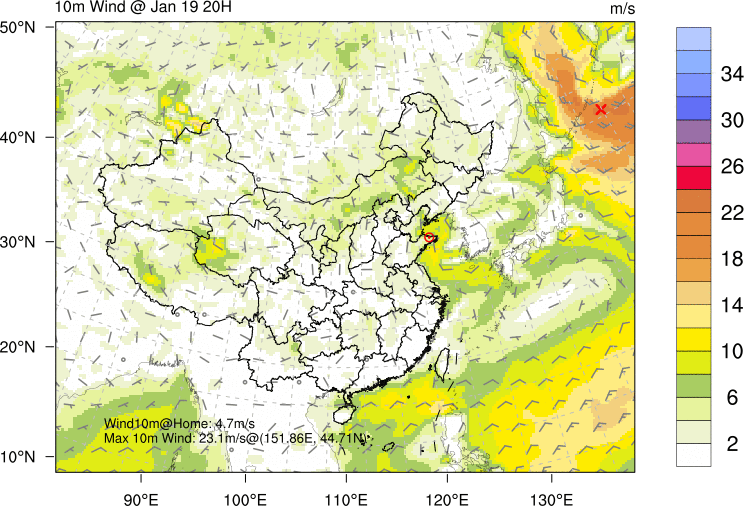 10m Wind @ Jan 19 20H
m/s
50°N
40°N
30°N
20°N
10°N
90°E
100°E
110°E
120°E
130°E
Wind10m@Home: 4.7m/s
Max 10m Wind: 23.1m/s@(151.86E, 44.71N)
34
30
26
22
18
14
10
6
2